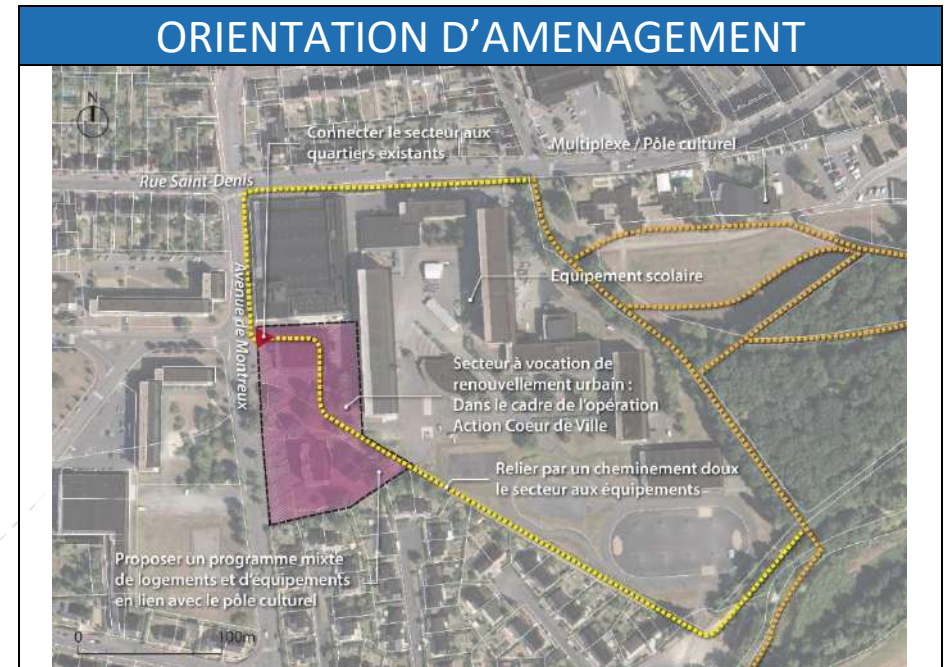 ORIENTATION D'AMENAGEMENT
N
Connecter le secteur aux
quartiers existants
Multiplexe / Pôle culturel
Rue Saint-Denis
Avenue de Montreux
Equipement scolaire
Secteur à vocation de
renouvellement urbain :
Dans le cadre de l'opération
Action Coeur de Ville
Relier par un cheminement doux
le secteur aux équipements
Proposer un programme mixte
de logements et d'équipements
en lien avec le pôle culturel
0 100m